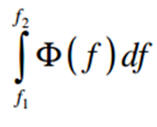 ∫_{f₁}^{f₂} Φ(f) df